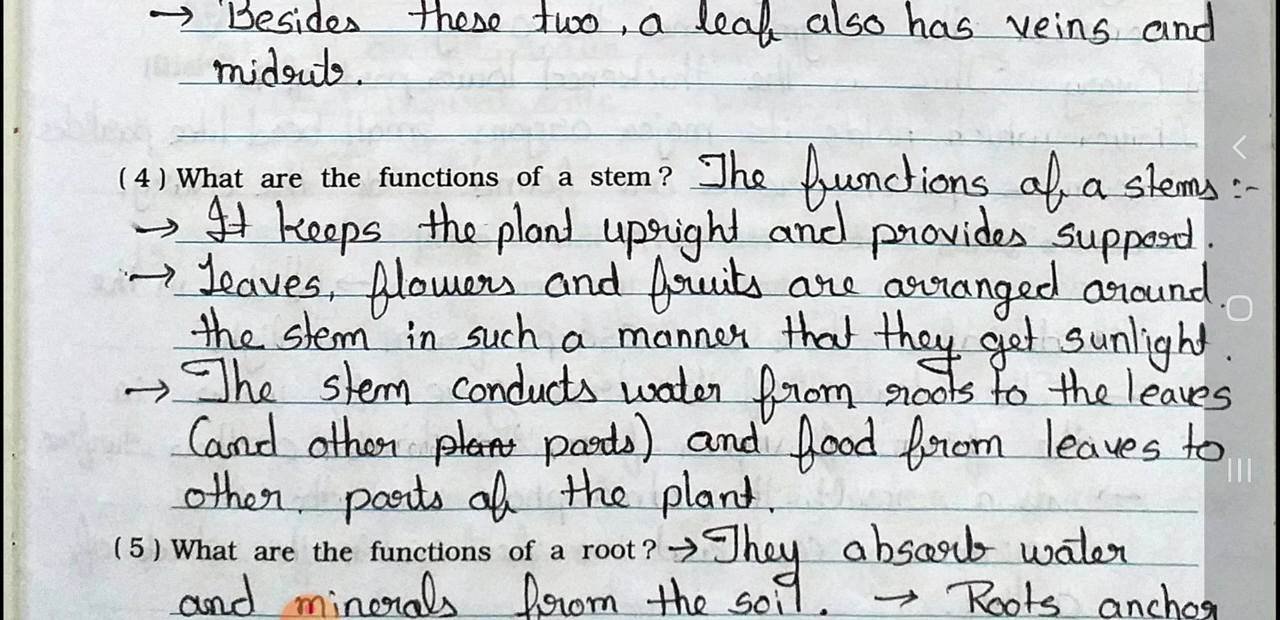 → Besides these two, a leaf also has veins and
midrib.
(4) What are the functions of a stem? The functions of a stems :-
→ It keeps the plant upright and provides support.
→ Leaves, flowers and fruits are arranged around
the stem in such a manner that they get sunlight.
→ The stem conducts water from roots to the leaves
(and other plant parts) and food from leaves to
other parts of the plant.
(5) What are the functions of a root? → They absorb water
and minerals from the soil. → Roots anchor